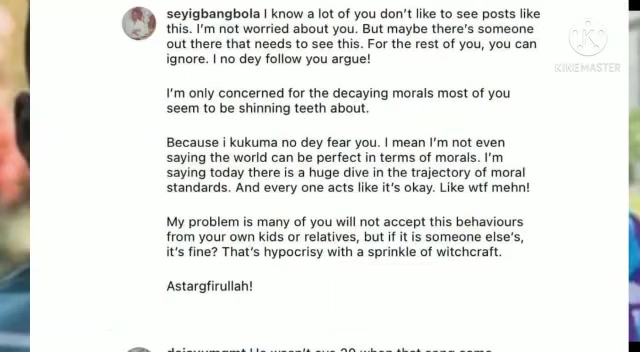 seyigbangbola I know a lot of you don't like to see posts like
this. I'm not worried about you. But maybe there's someone
out there that needs to see this. For the rest of you, you can
ignore. I no dey follow you argue!
I'm only concerned for the decaying morals most of you
seem to be shinning teeth about.
Because i kukuma no dey fear you. I mean I'm not even
saying the world can be perfect in terms of morals. I'm
saying today there is a huge dive in the trajectory of moral
standards. And every one acts like it's okay. Like wtf mehn!
My problem is many of you will not accept this behaviours
from your own kids or relatives, but if it is someone else's,
it's fine? That's hypocrisy with a sprinkle of witchcraft.
Astargfirullah!
KINEMASTER